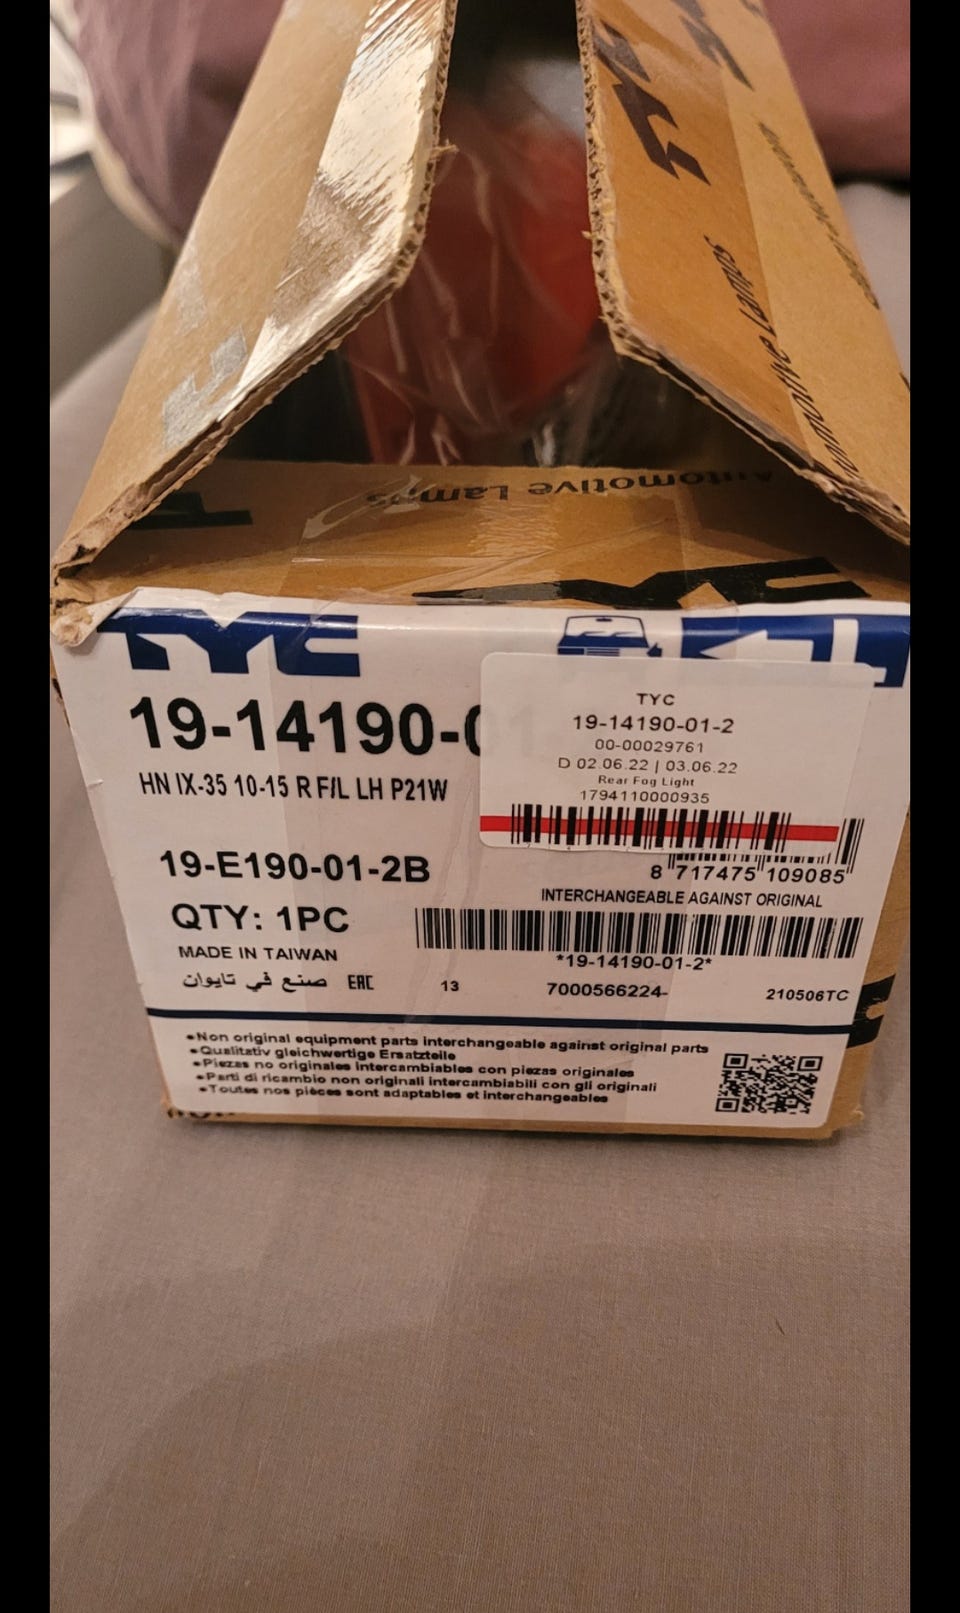 TYC
Automotive Lamps
Automotive Lamps
TYC
19-14190-0
HN IX-35 10-15 R F/L LH P21W
TYC
19-14190-01-2
00-00029761
D 02.06.22 | 03.06.22
Rear Fog Light
1794110000935
19-E190-01-2B
8 717475 109085
INTERCHANGEABLE AGAINST ORIGINAL
QTY: 1PC
MADE IN TAIWAN
*19-14190-01-2*
صنع في تايوان EAC
13
7000566224-
210506TC
•Non original equipment parts interchangeable against original parts
•Qualitativ gleichwertige Ersatzteile
•Piezas no originales intercambiables con piezas originales
•Parti di ricambio non originali intercambiabili con gli originali
•Toutes nos pièces sont adaptables et interchangeables